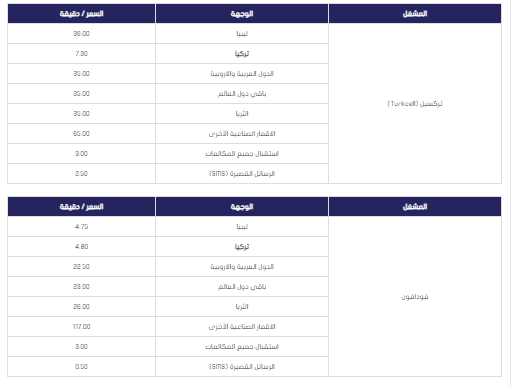 المشغل الوجهة السعر / دقيقة
تركسيل (Turkcell)
ليبيا 36.00
تركيا 7.30
الدول العربية والاروبية 35.00
باقي دول العالم 35.00
الثريا 35.00
الاقمار الصناعية الأخرى 65.00
استقبال جميع المكالمات 3.00
الرسائل القصيرة (SMS) 2.50
المشغل الوجهة السعر / دقيقة
فودافون
ليبيا 4.75
تركيا 4.80
الدول العربية والاروبية 22.50
باقي دول العالم 23.00
الثريا 26.00
الاقمار الصناعية الأخرى 117.00
استقبال جميع المكالمات 3.00
الرسائل القصيرة (SMS) 0.50